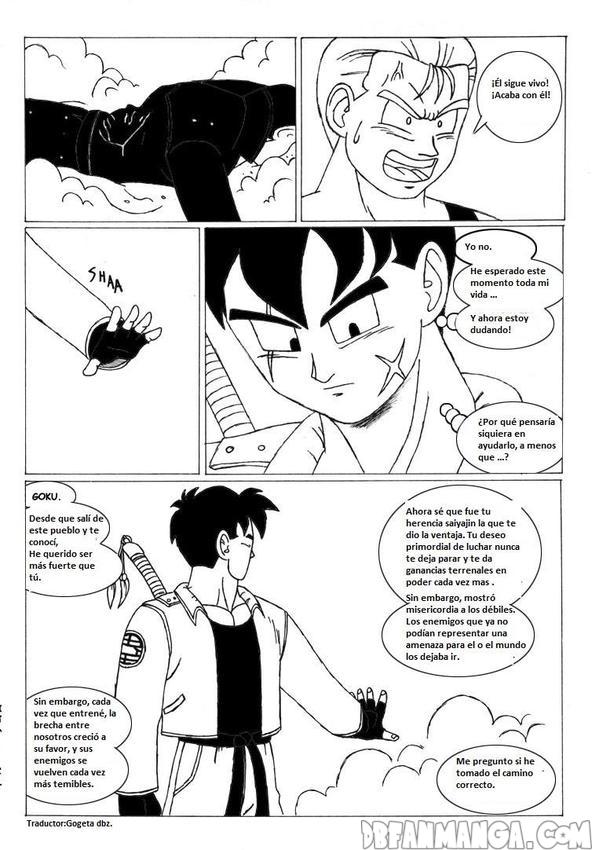 ¡Él sigue vivo!
¡Acaba con él!
SHAA
Yo no.
He esperado este
momento toda mi
vida ...
Y ahora estoy
dudando!
¿Por qué pensaría
siquiera en
ayudarlo, a menos
que ...?
GOKU.
Desde que salí de
este pueblo y te
conocí,
He querido ser
más fuerte que
tú.
Ahora sé que fue tu
herencia saiyajin la que te
dio la ventaja. Tu deseo
primordial de luchar nunca
te deja parar y te da
ganancias terrenales en
poder cada vez mas .
Sin embargo, mostró
misericordia a los débiles.
Los enemigos que ya no
podían representar una
amenaza para el o el mundo
los dejaba ir.
Sin embargo, cada
vez que entrené, la
brecha entre
nosotros creció a
su favor, y sus
enemigos se
vuelven cada vez
más temibles.
Me pregunto si he
tomado el camino
correcto.
Traductor:Gogeta dbz.
DBFANMANGA.COM